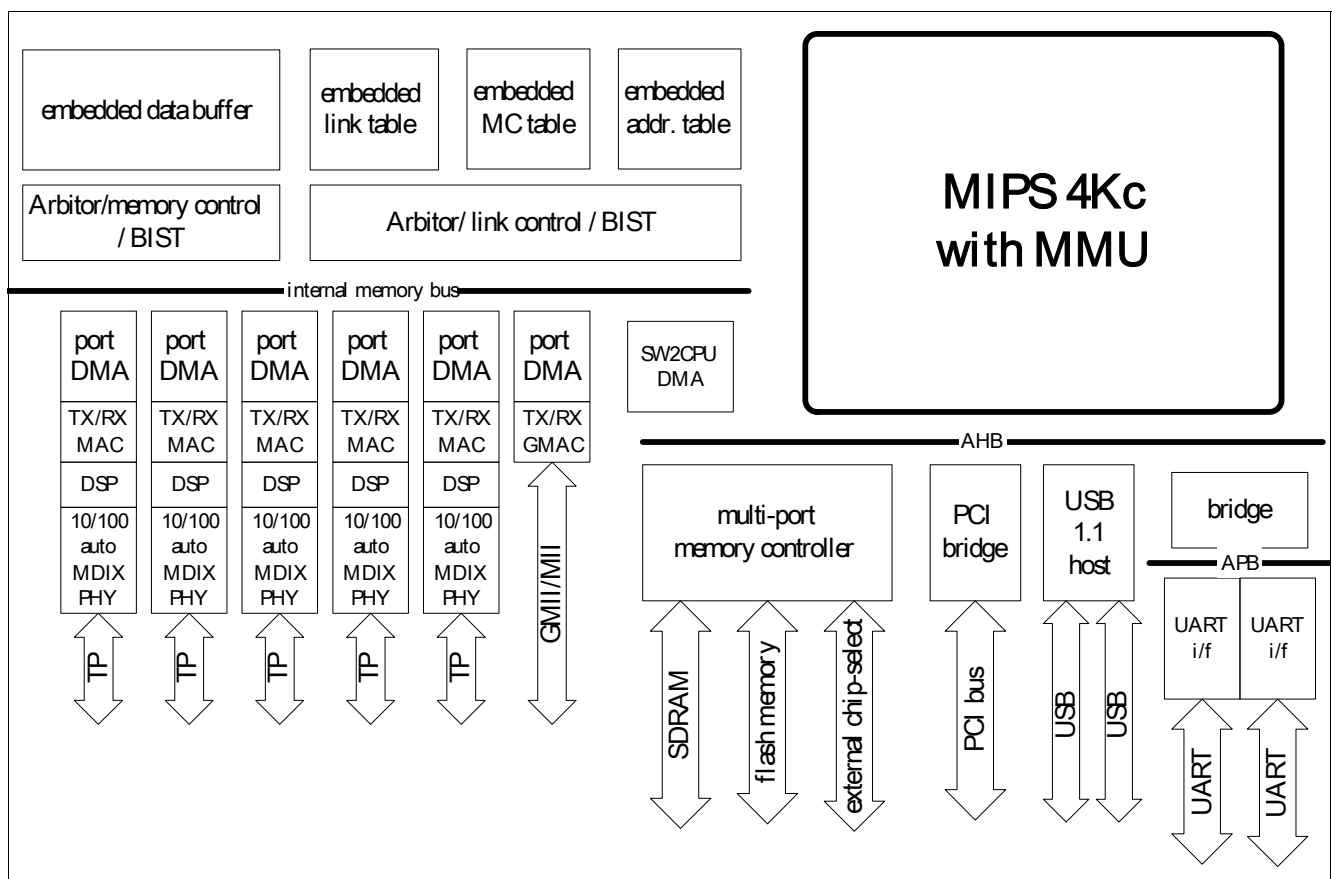 embedded data buffer
embedded
link table
embedded
MC table
embedded
addr. table
MIPS 4Kc
with MMU
Arbitor/memory control
/ BIST
Arbitor/ link control / BIST
internal memory bus
port
DMA
port
DMA
port
DMA
port
DMA
port
DMA
port
DMA
SW2CPU
DMA
TX/RX
MAC
TX/RX
MAC
TX/RX
MAC
TX/RX
MAC
TX/RX
MAC
TX/RX
GMAC
DSP
DSP
DSP
DSP
DSP
10/100
auto
MDIX
PHY
10/100
auto
MDIX
PHY
10/100
auto
MDIX
PHY
10/100
auto
MDIX
PHY
10/100
auto
MDIX
PHY
TP
TP
TP
TP
TP
GMII/MII
AHB
multi-port
memory controller
PCI
bridge
USB
1.1
host
bridge
APB
UART
i/f
UART
i/f
SDRAM
flash memory
external chip-select
PCI bus
USB
USB
UART
UART